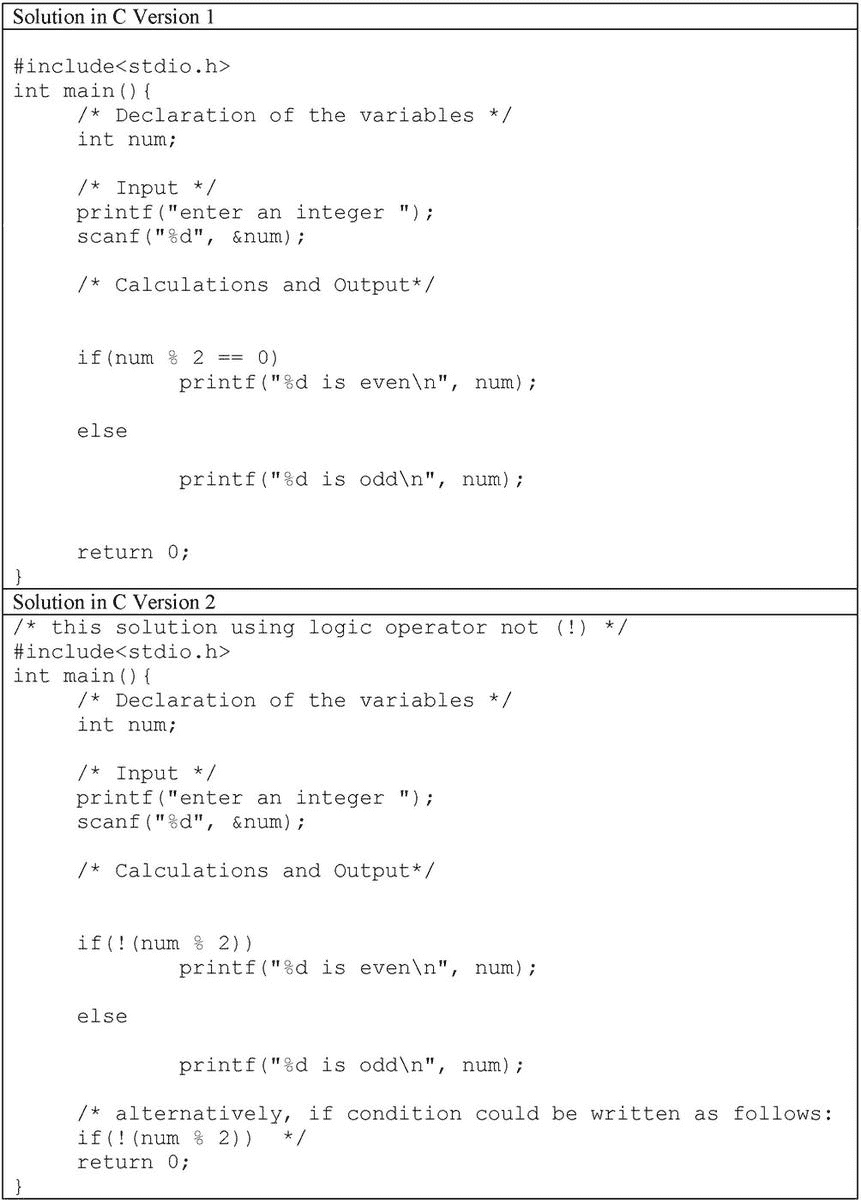 Solution in C Version 1
#include<stdio.h>
int main(){
/* Declaration of the variables */
int num;
/* Input */
printf("enter an integer ");
scanf("%d", &num);
/* Calculations and Output*/
if(num % 2 == 0)
printf("%d is even\n", num);
else
printf("%d is odd\n", num);
return 0;
}
Solution in C Version 2
/* this solution using logic operator not (!) */
#include<stdio.h>
int main(){
/* Declaration of the variables */
int num;
/* Input */
printf("enter an integer ");
scanf("%d", &num);
/* Calculations and Output*/
if(!(num % 2))
printf("%d is even\n", num);
else
printf("%d is odd\n", num);
/* alternatively, if condition could be written as follows:
if(!(num % 2)) */
return 0;
}